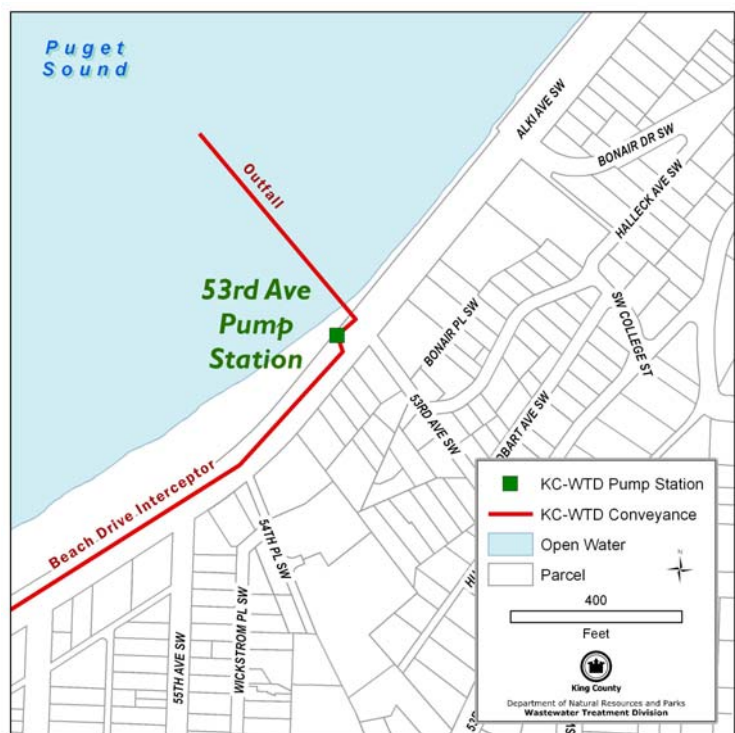 Puget
Sound
ALKI AVE SW
BONAIR DR SW
Outfall
HALLECK AVE SW
53rd Ave
Pump
Station
BONAIR PL SW
SW COLLEGE ST
53RD AVE SW
Beach Drive Interceptor
54TH PL SW
WICKSTROM PL SW
55TH AVE SW
KC-WTD Pump Station
KC-WTD Conveyance
Open Water
Parcel
N
400
Feet
King County
Department of Natural Resources and Parks
Wastewater Treatment Division